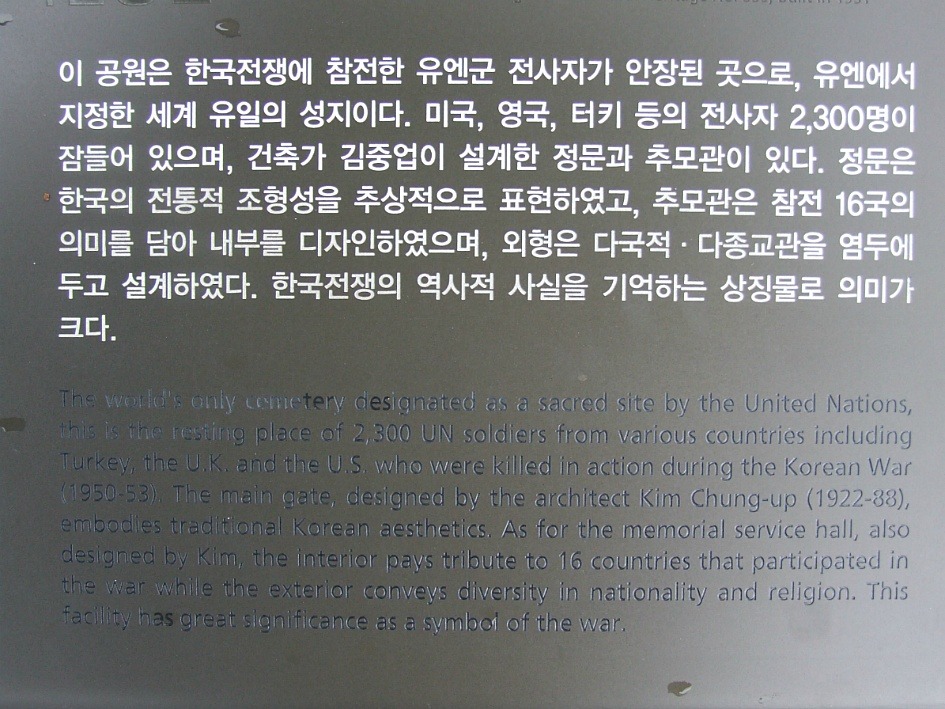 이 공원은 한국전쟁에 참전한 유엔군 전사자가 안장된 곳으로, 유엔에서
지정한 세계 유일의 성지이다. 미국, 영국, 터키 등의 전사자 2,300명이
잠들어 있으며, 건축가 김중업이 설계한 정문과 추모관이 있다. 정문은
한국의 전통적 조형성을 추상적으로 표현하였고, 추모관은 참전 16국의
의미를 담아 내부를 디자인하였으며, 외형은 다국적 · 다종교관을 염두에
두고 설계하였다. 한국전쟁의 역사적 사실을 기억하는 상징물로 의미가
크다.
The world's only cemetery designated as a sacred site by the United Nations,
this is the resting place of 2,300 UN soldiers from various countries including
Turkey, the U.K. and the U.S. who were killed in action during the Korean War
(1950-53). The main gate, designed by the architect Kim Chung-up (1922-88),
embodies traditional Korean aesthetics. As for the memorial service hall, also
designed by Kim, the interior pays tribute to 16 countries that participated in
the war while the exterior conveys diversity in nationality and religion. This
facility has great significance as a symbol of the war.